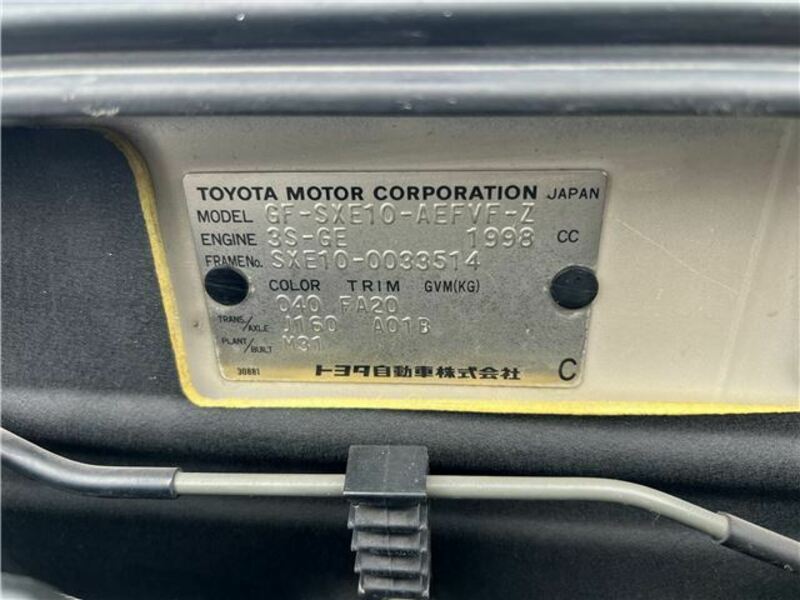 TOYOTA MOTOR CORPORATION JAPAN
MODEL GF-SXE10-AEFVF-Z
ENGINE 3S-GE 1998 CC
FRAME No. SXE10-0033514
COLOR TRIM GVM(KG)
040 FA20
TRANS./AXLE J160 A01B
PLANT/BUILT M31
30881 トヨタ自動車株式会社 C